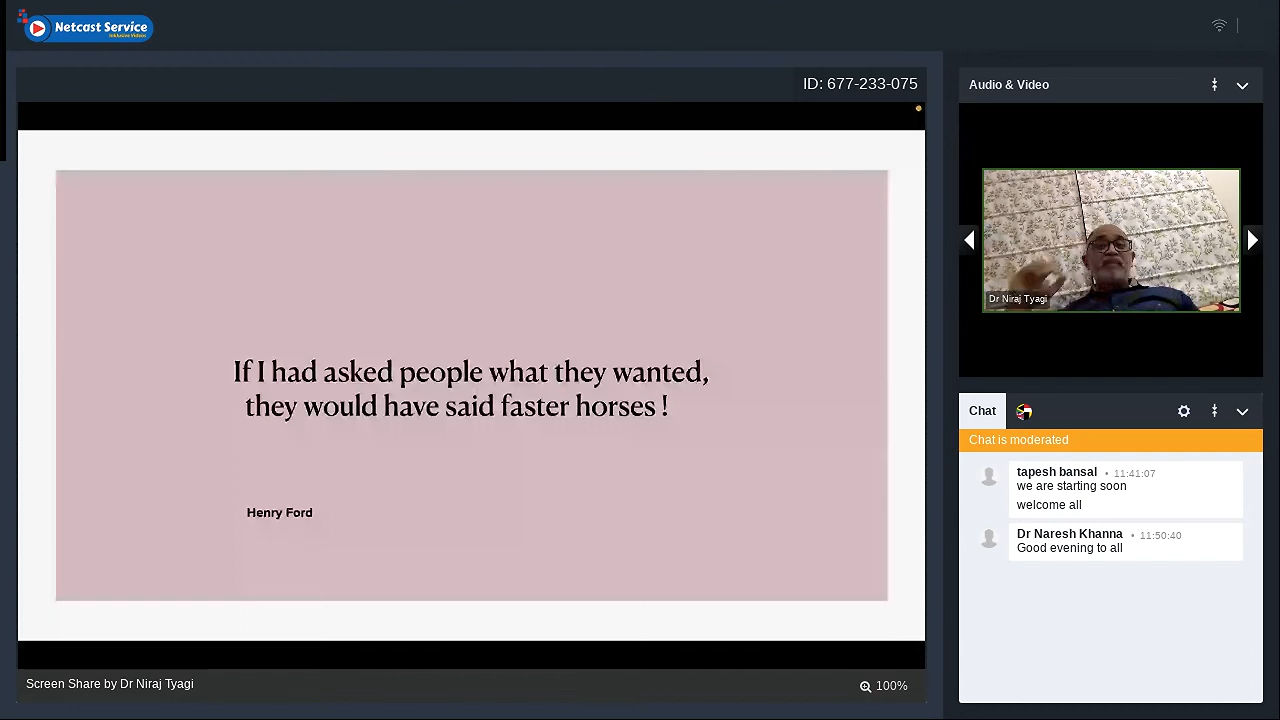 Netcast Service
Inklusive Videos
ID: 677-233-075
If I had asked people what they wanted,
they would have said faster horses !
Henry Ford
Screen Share by Dr Niraj Tyagi
100%
Audio & Video
Dr Niraj Tyagi
Chat
Chat is moderated
tapesh bansal • 11:41:07
we are starting soon
welcome all
Dr Naresh Khanna • 11:50:40
Good evening to all